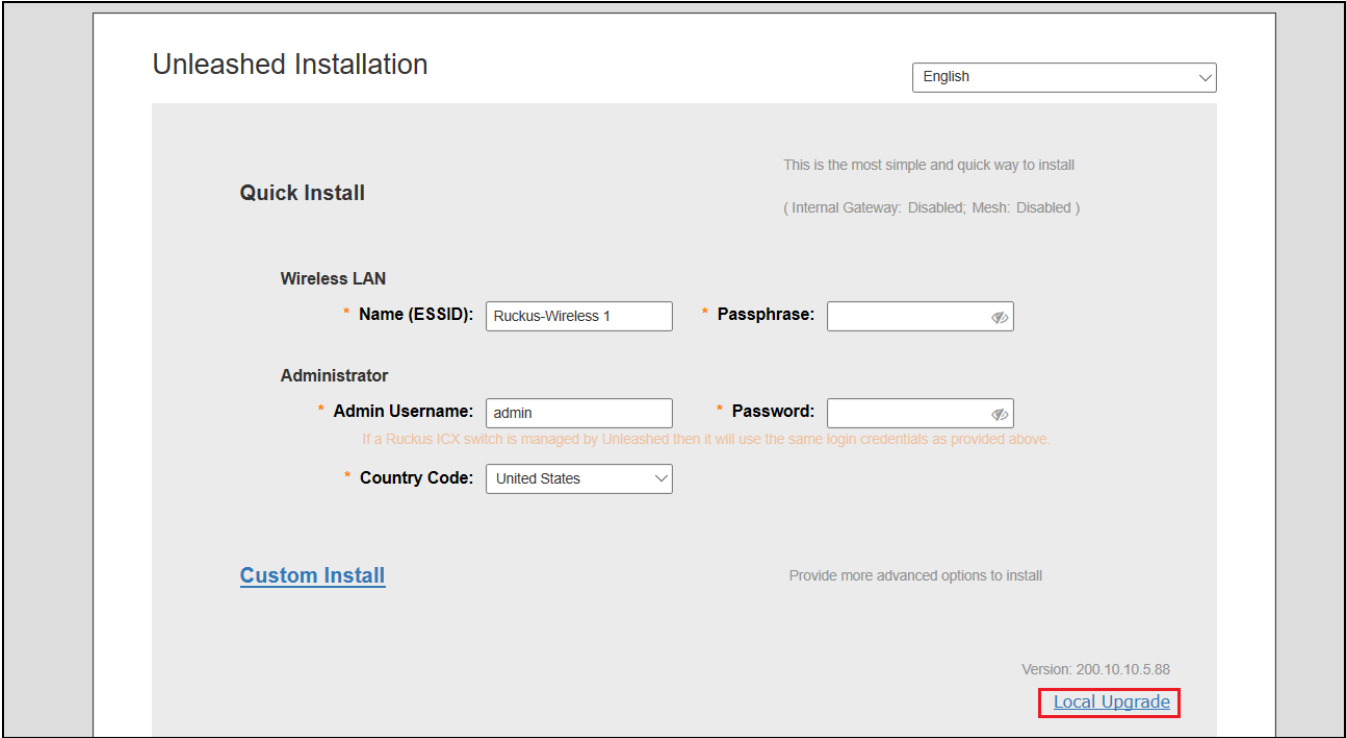 Unleashed Installation
English
Quick Install
This is the most simple and quick way to install
( Internal Gateway: Disabled; Mesh: Disabled )
Wireless LAN
* Name (ESSID): Ruckus-Wireless 1 * Passphrase:
Administrator
* Admin Username: admin * Password:
If a Ruckus ICX switch is managed by Unleashed then it will use the same login credentials as provided above.
* Country Code: United States
Custom Install Provide more advanced options to install
Version: 200.10.10.5.88
Local Upgrade